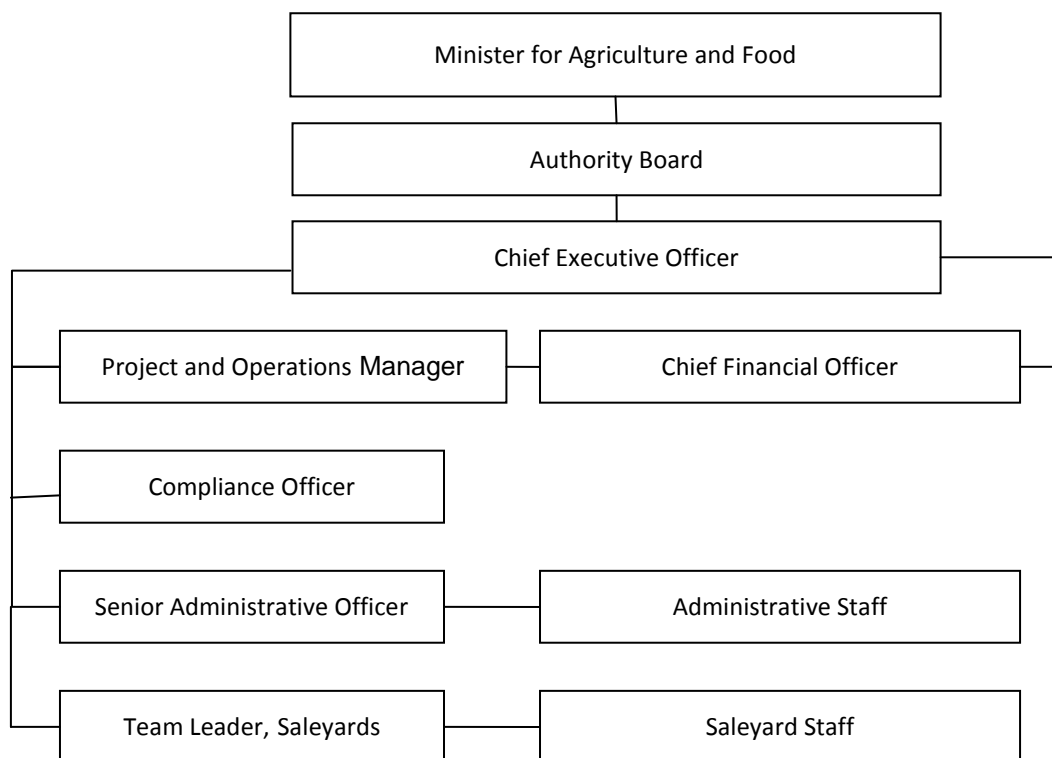 Minister for Agriculture and Food
Authority Board
Chief Executive Officer
Project and Operations Manager
Chief Financial Officer
Compliance Officer
Senior Administrative Officer
Administrative Staff
Team Leader, Saleyards
Saleyard Staff